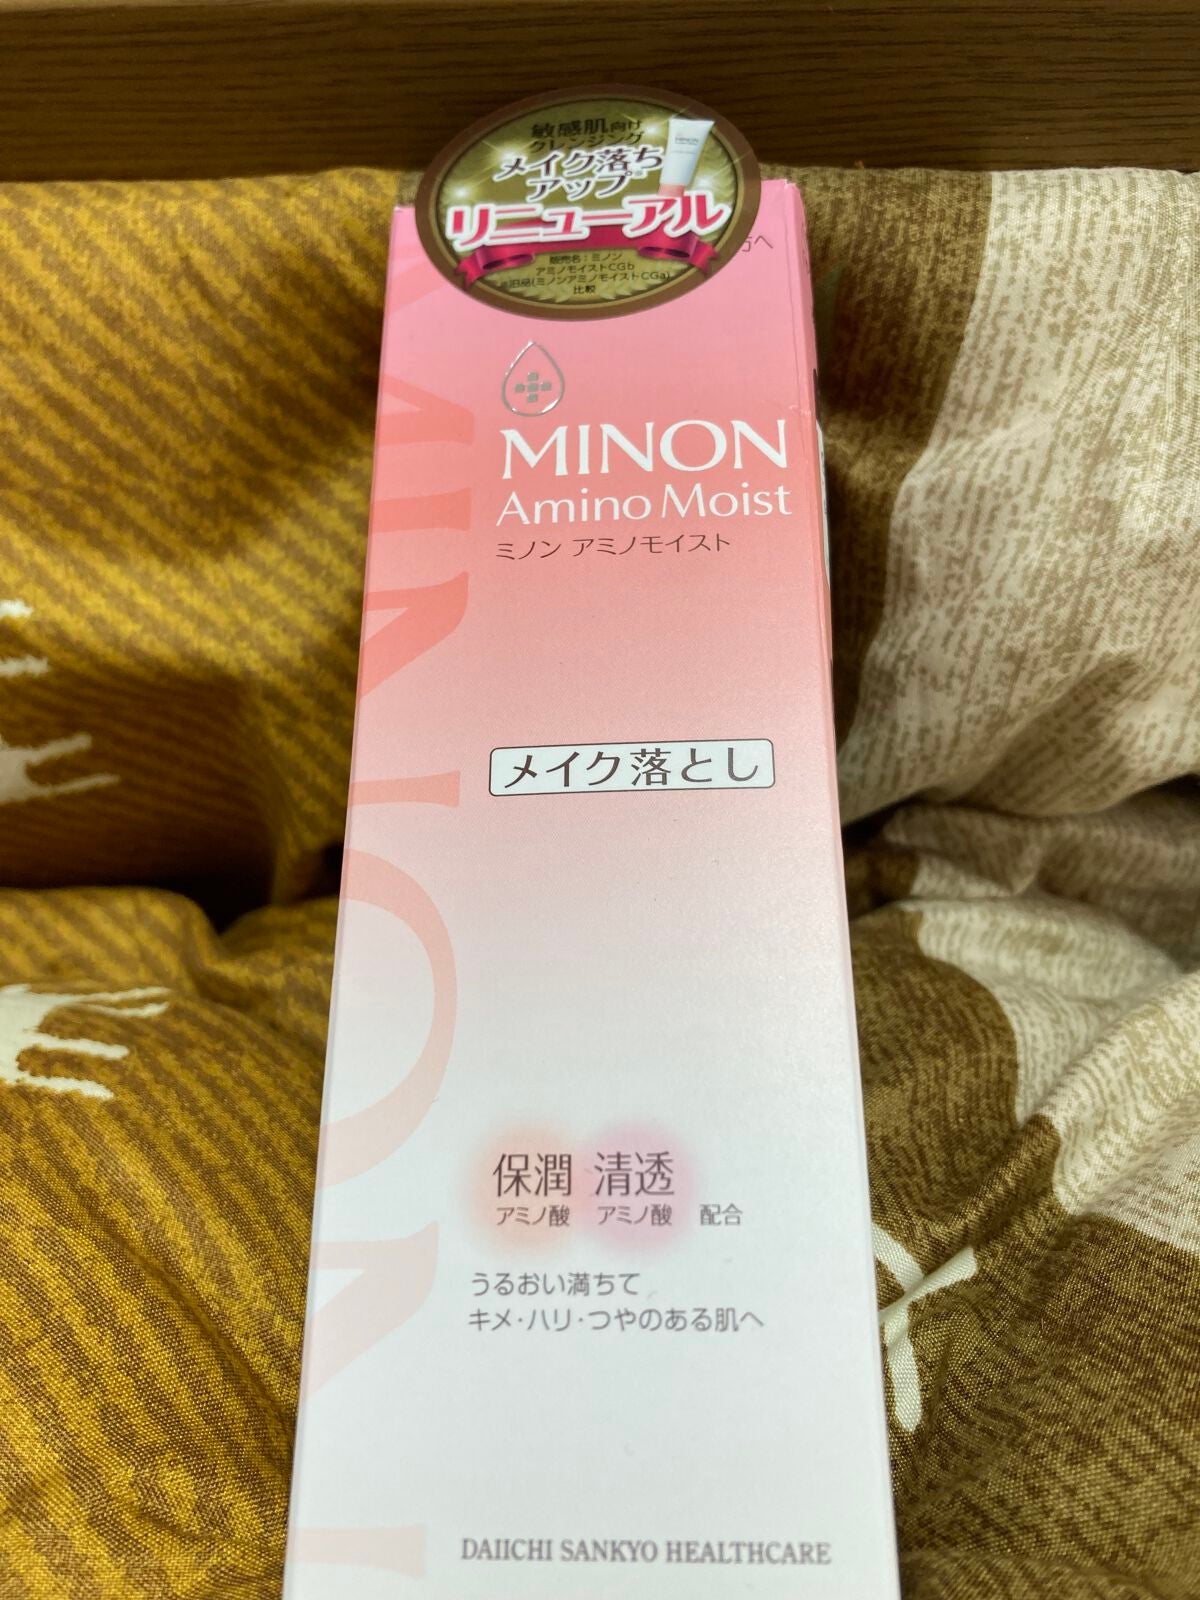 敏感肌向け
クレンジング
メイク落ち
アップ※
リニューアル
販売名：ミノン
アミノモイストCGb
※旧品(ミノンアミノモイストCGa)
比較
方へ
MINON
Amino Moist
ミノン アミノモイスト
メイク落とし
保潤 清透
アミノ酸 アミノ酸 配合
うるおい満ちて
キメ・ハリ・つやのある肌へ
DAIICHI SANKYO HEALTHCARE
MINON